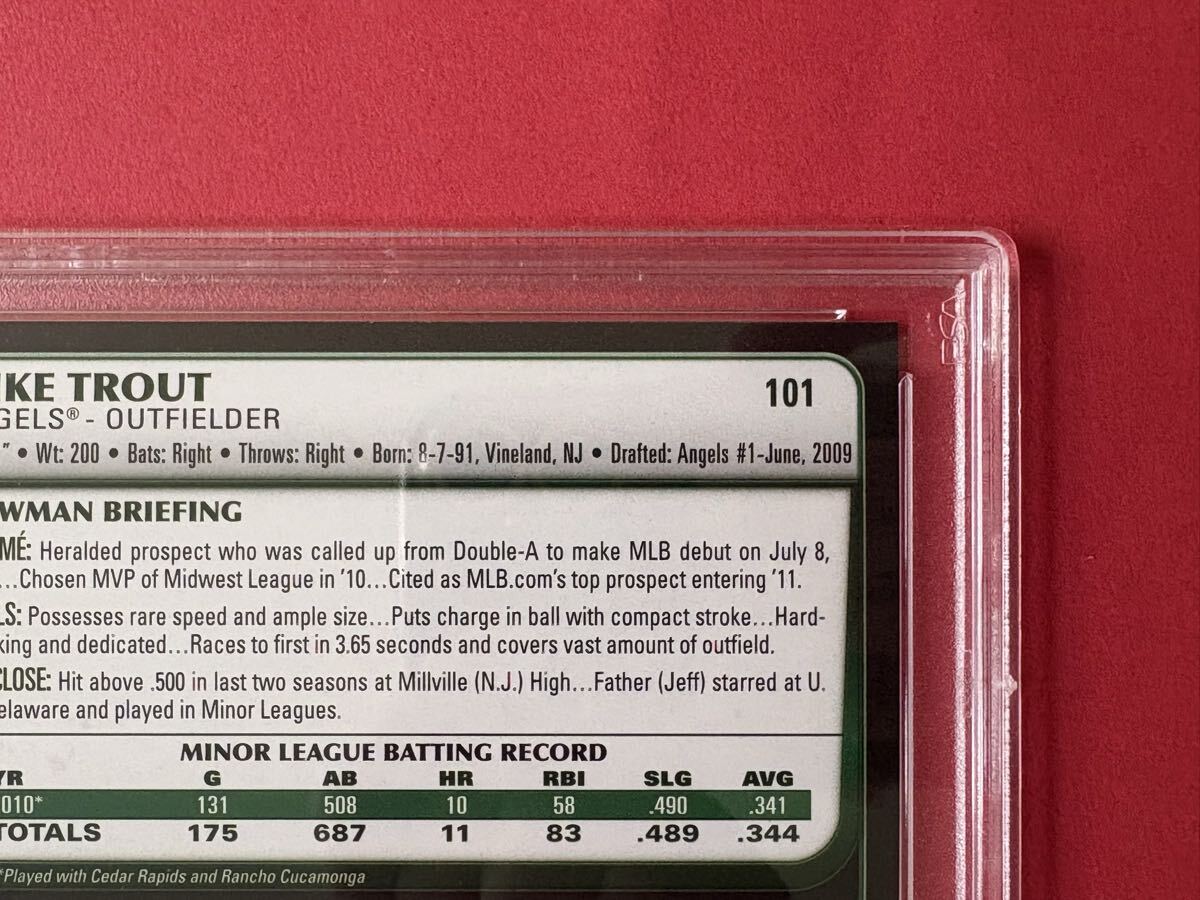 IKE TROUT
101
GELS® - OUTFIELDER
" • Wt: 200 • Bats: Right • Throws: Right • Born: 8-7-91, Vineland, NJ • Drafted: Angels #1-June, 2009
WMAN BRIEFING
MÉ: Heralded prospect who was called up from Double-A to make MLB debut on July 8,
...Chosen MVP of Midwest League in '10...Cited as MLB.com's top prospect entering '11.
LS: Possesses rare speed and ample size...Puts charge in ball with compact stroke...Hard-
king and dedicated...Races to first in 3.65 seconds and covers vast amount of outfield.
CLOSE: Hit above .500 in last two seasons at Millville (N.J.) High...Father (Jeff) starred at U.
elaware and played in Minor Leagues.
MINOR LEAGUE BATTING RECORD
YR G AB HR RBI SLG AVG
010* 131 508 10 58 .490 .341
TOTALS 175 687 11 83 .489 .344
*Played with Cedar Rapids and Rancho Cucamonga
PSA